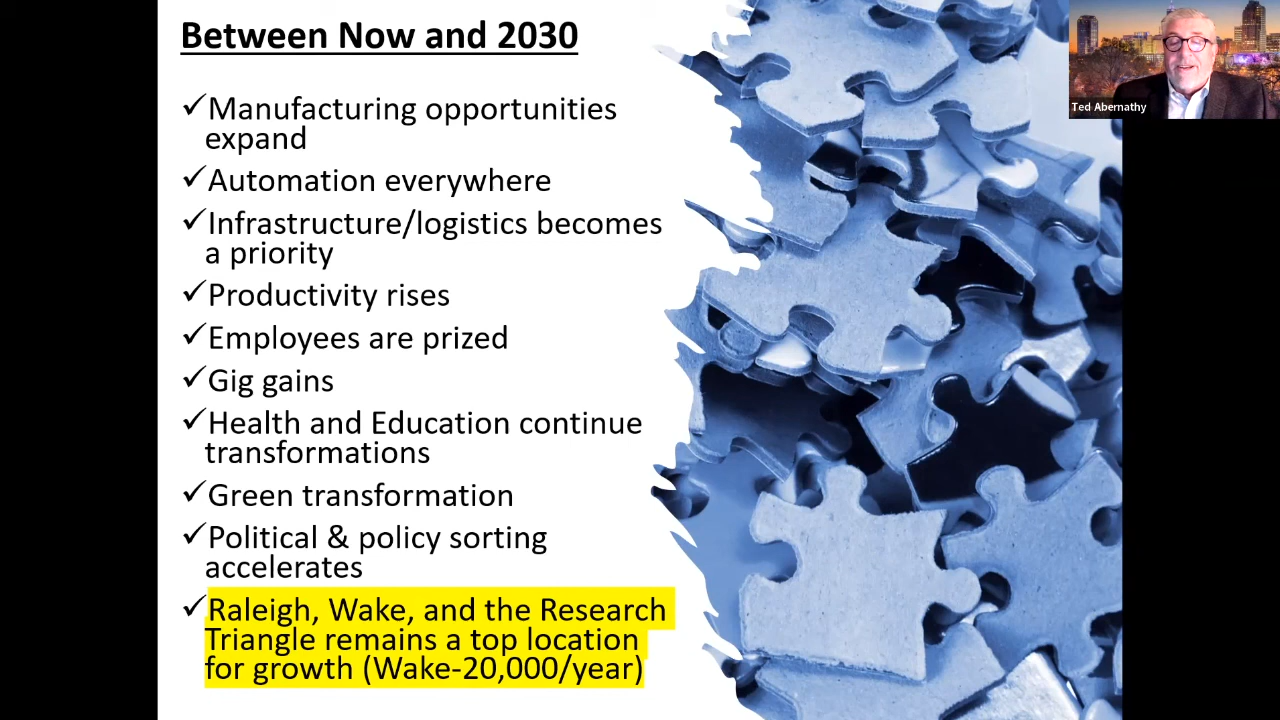 Between Now and 2030
✓Manufacturing opportunities
expand
✓Automation everywhere
✓Infrastructure/logistics becomes
a priority
✓Productivity rises
✓Employees are prized
✓Gig gains
✓Health and Education continue
transformations
✓Green transformation
✓Political & policy sorting
accelerates
✓Raleigh, Wake, and the Research
Triangle remains a top location
for growth (Wake-20,000/year)
Ted Abernathy